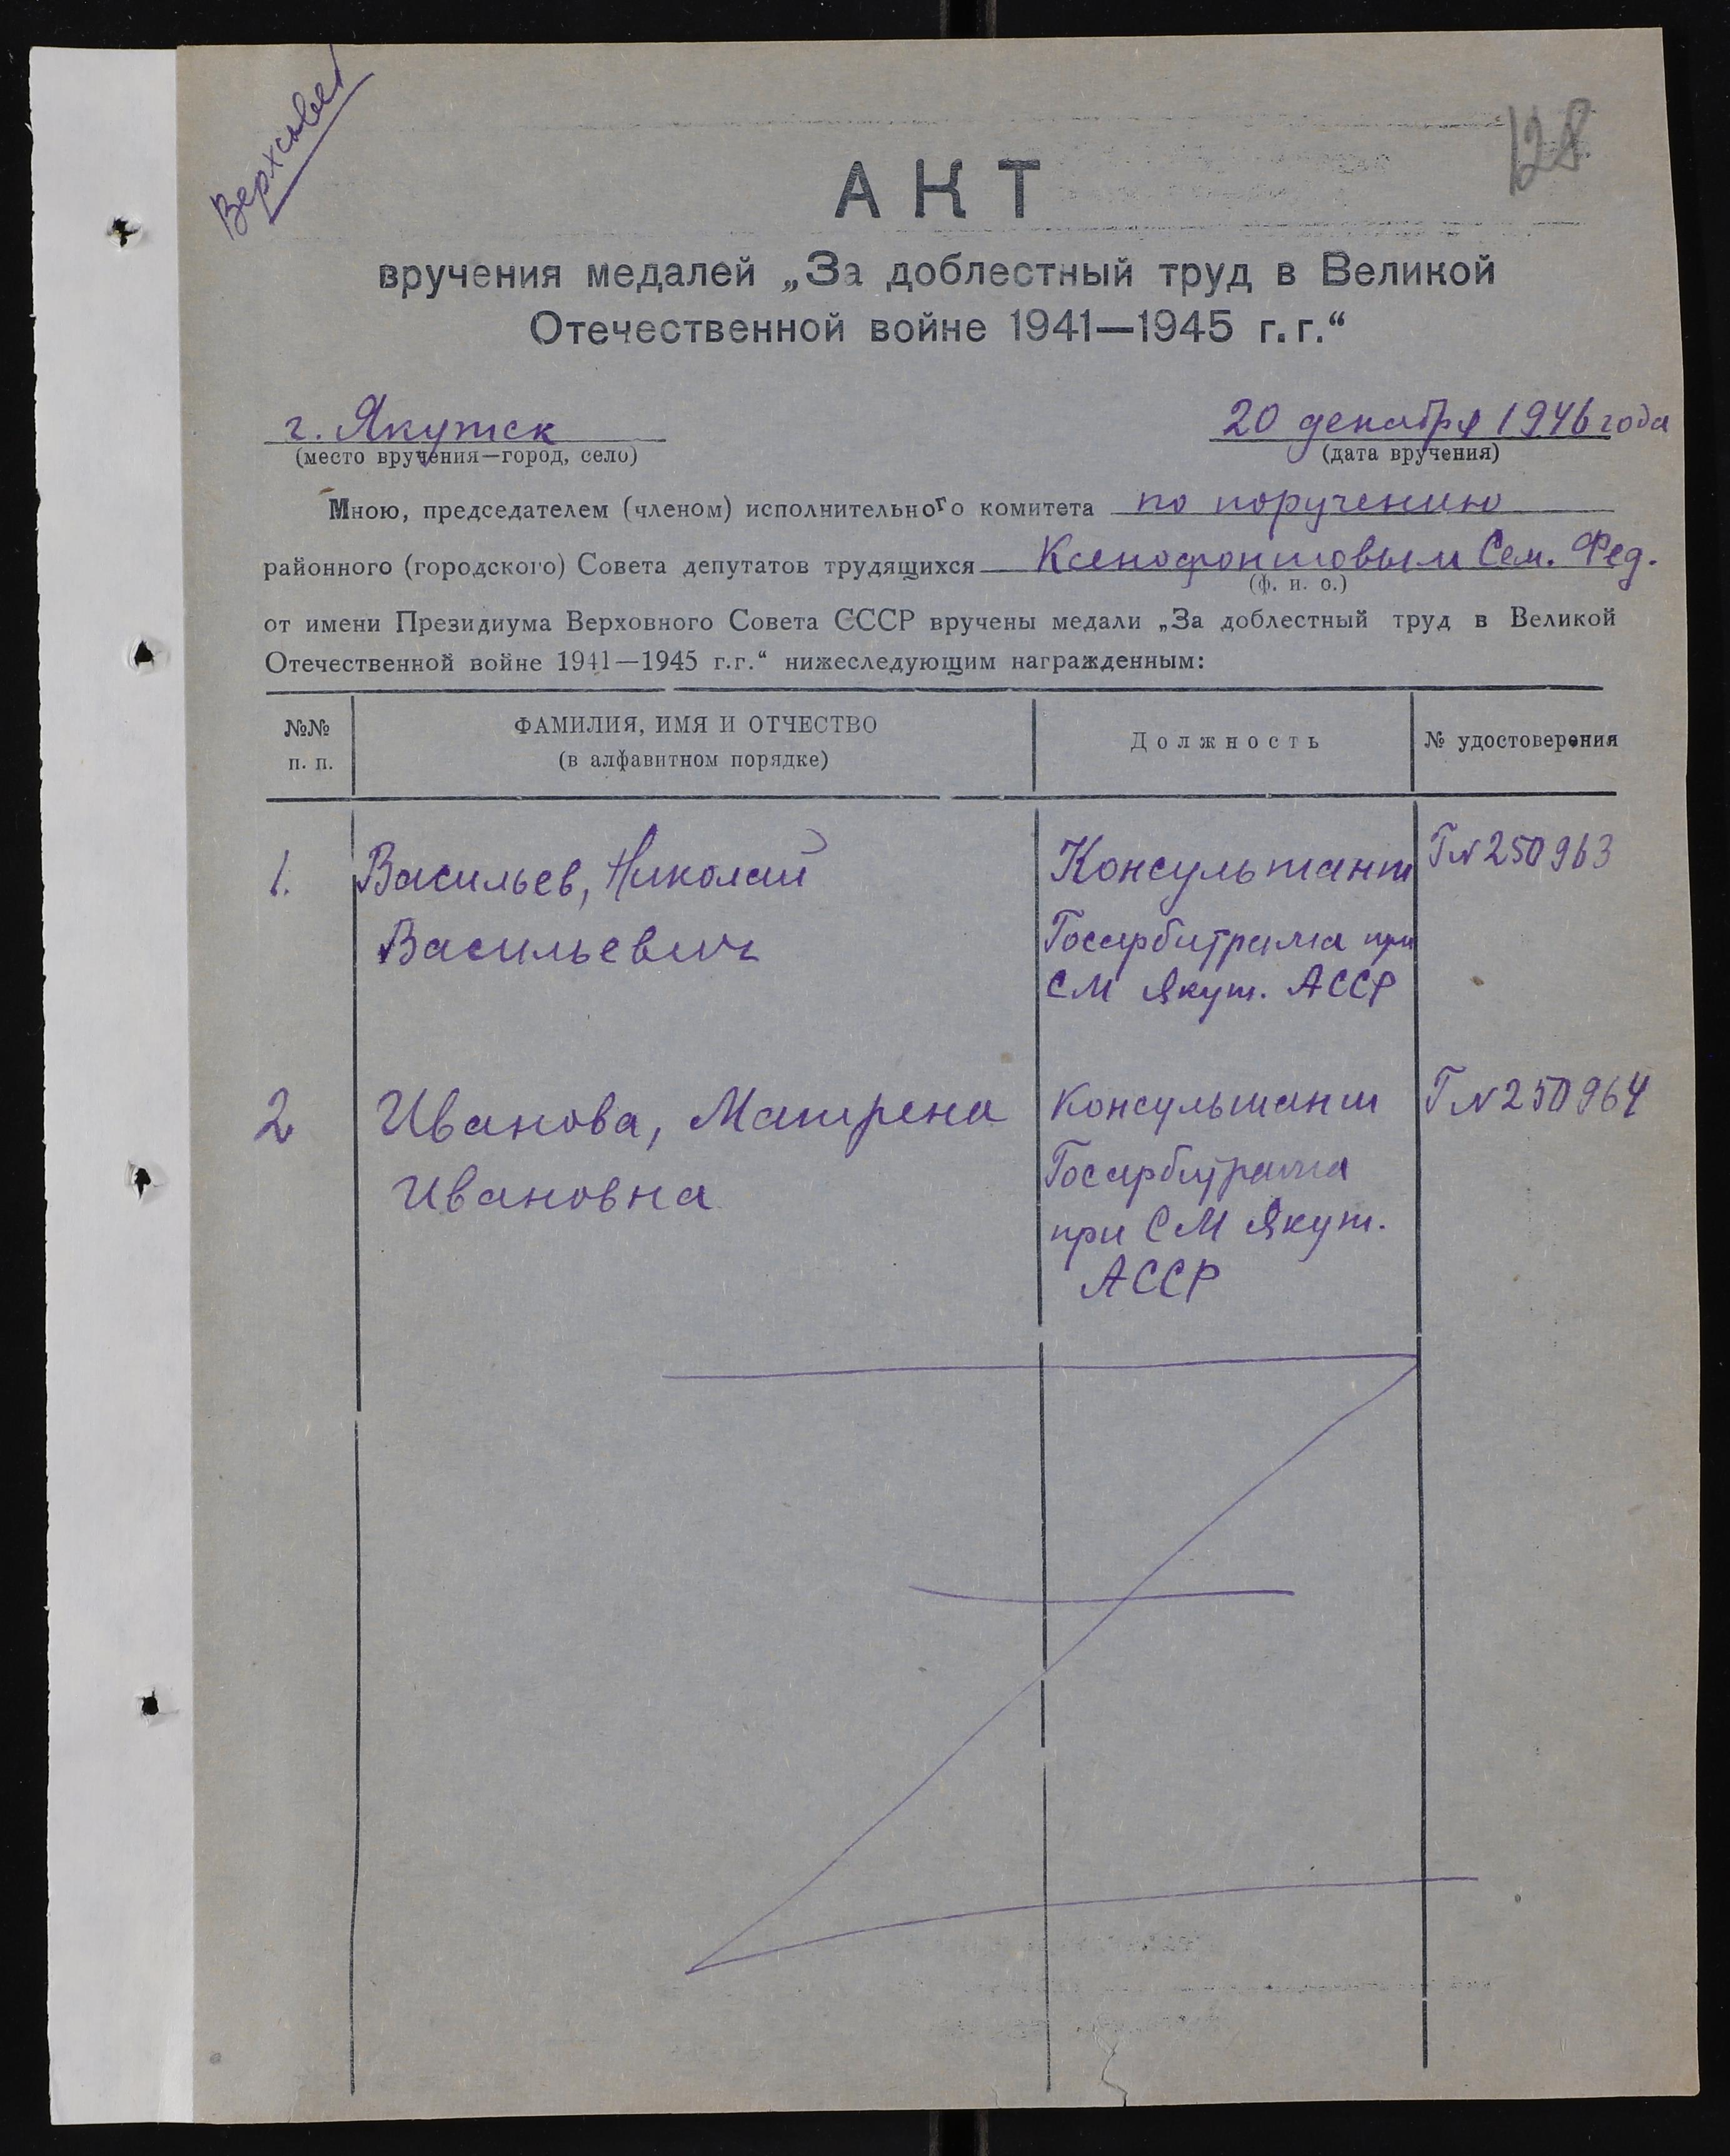 Верхсовет
128
АКТ
вручения медалей „За доблестный труд в Великой
Отечественной войне 1941—1945 г.г.“
г. Якутск
20 декабря 1946 года
(место вручения—город, село)
(дата вручения)
Мною, председателем (членом) исполнительного комитета по поручению
районного (городского) Совета депутатов трудящихся Ксенофонтовым Сем. Фед.
(ф. и. о.)
от имени Президиума Верховного Совета СССР вручены медали „За доблестный труд в Великой
Отечественной войне 1941—1945 г.г.“ нижеследующим награжденным:
№№
п. п.
ФАМИЛИЯ, ИМЯ И ОТЧЕСТВО
(в алфавитном порядке)
Должность
№ удостоверения
1. Васильев, Николай Консультант Г№250963
Васильевич Госарбитража при
СМ Якут. АССР
2 Иванова, Матрена Консультант Г№250964
Ивановна Госарбитража
при СМ Якут.
АССР